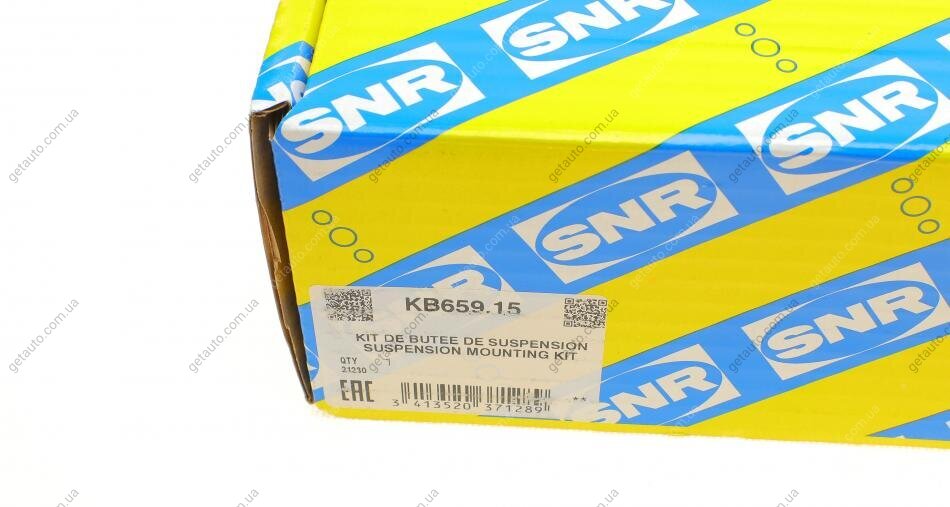 SNR
SNR
SNR
SNR
SNR
KB659.15
KIT DE BUTEE DE SUSPENSION
SUSPENSION MOUNTING KIT
QTY 1
21230
EAC
3 413520 371289
**
getauto.com.ua